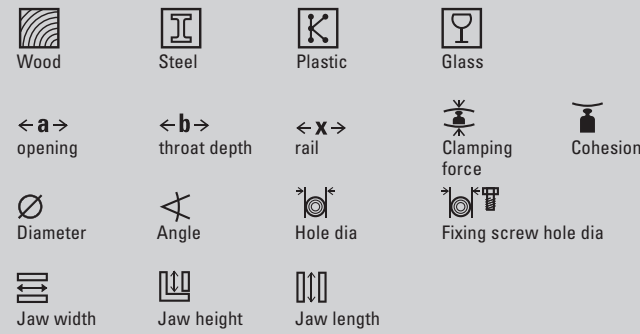 Wood Steel Plastic Glass
a b x
opening throat depth rail Clamping force Cohesion
Diameter Angle Hole dia Fixing screw hole dia
Jaw width Jaw height Jaw length